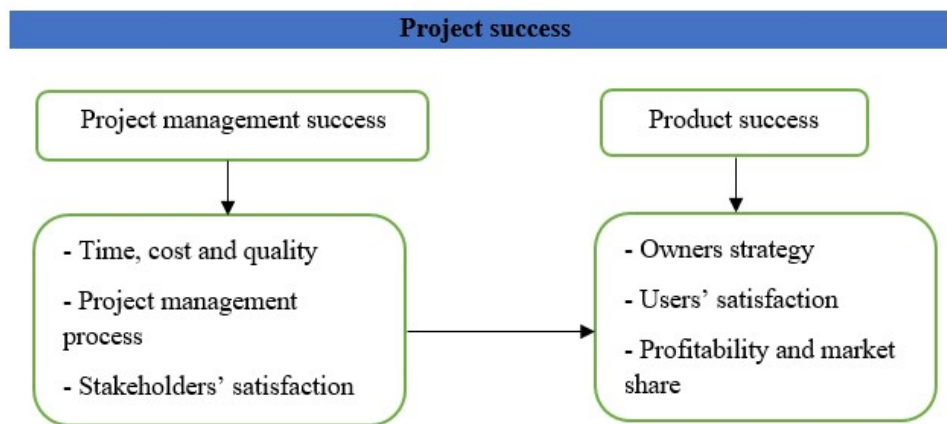 Project success
Project management success
Product success
- Time, cost and quality
- Project management
process
- Stakeholders’ satisfaction
- Owners strategy
- Users’ satisfaction
- Profitability and market
share